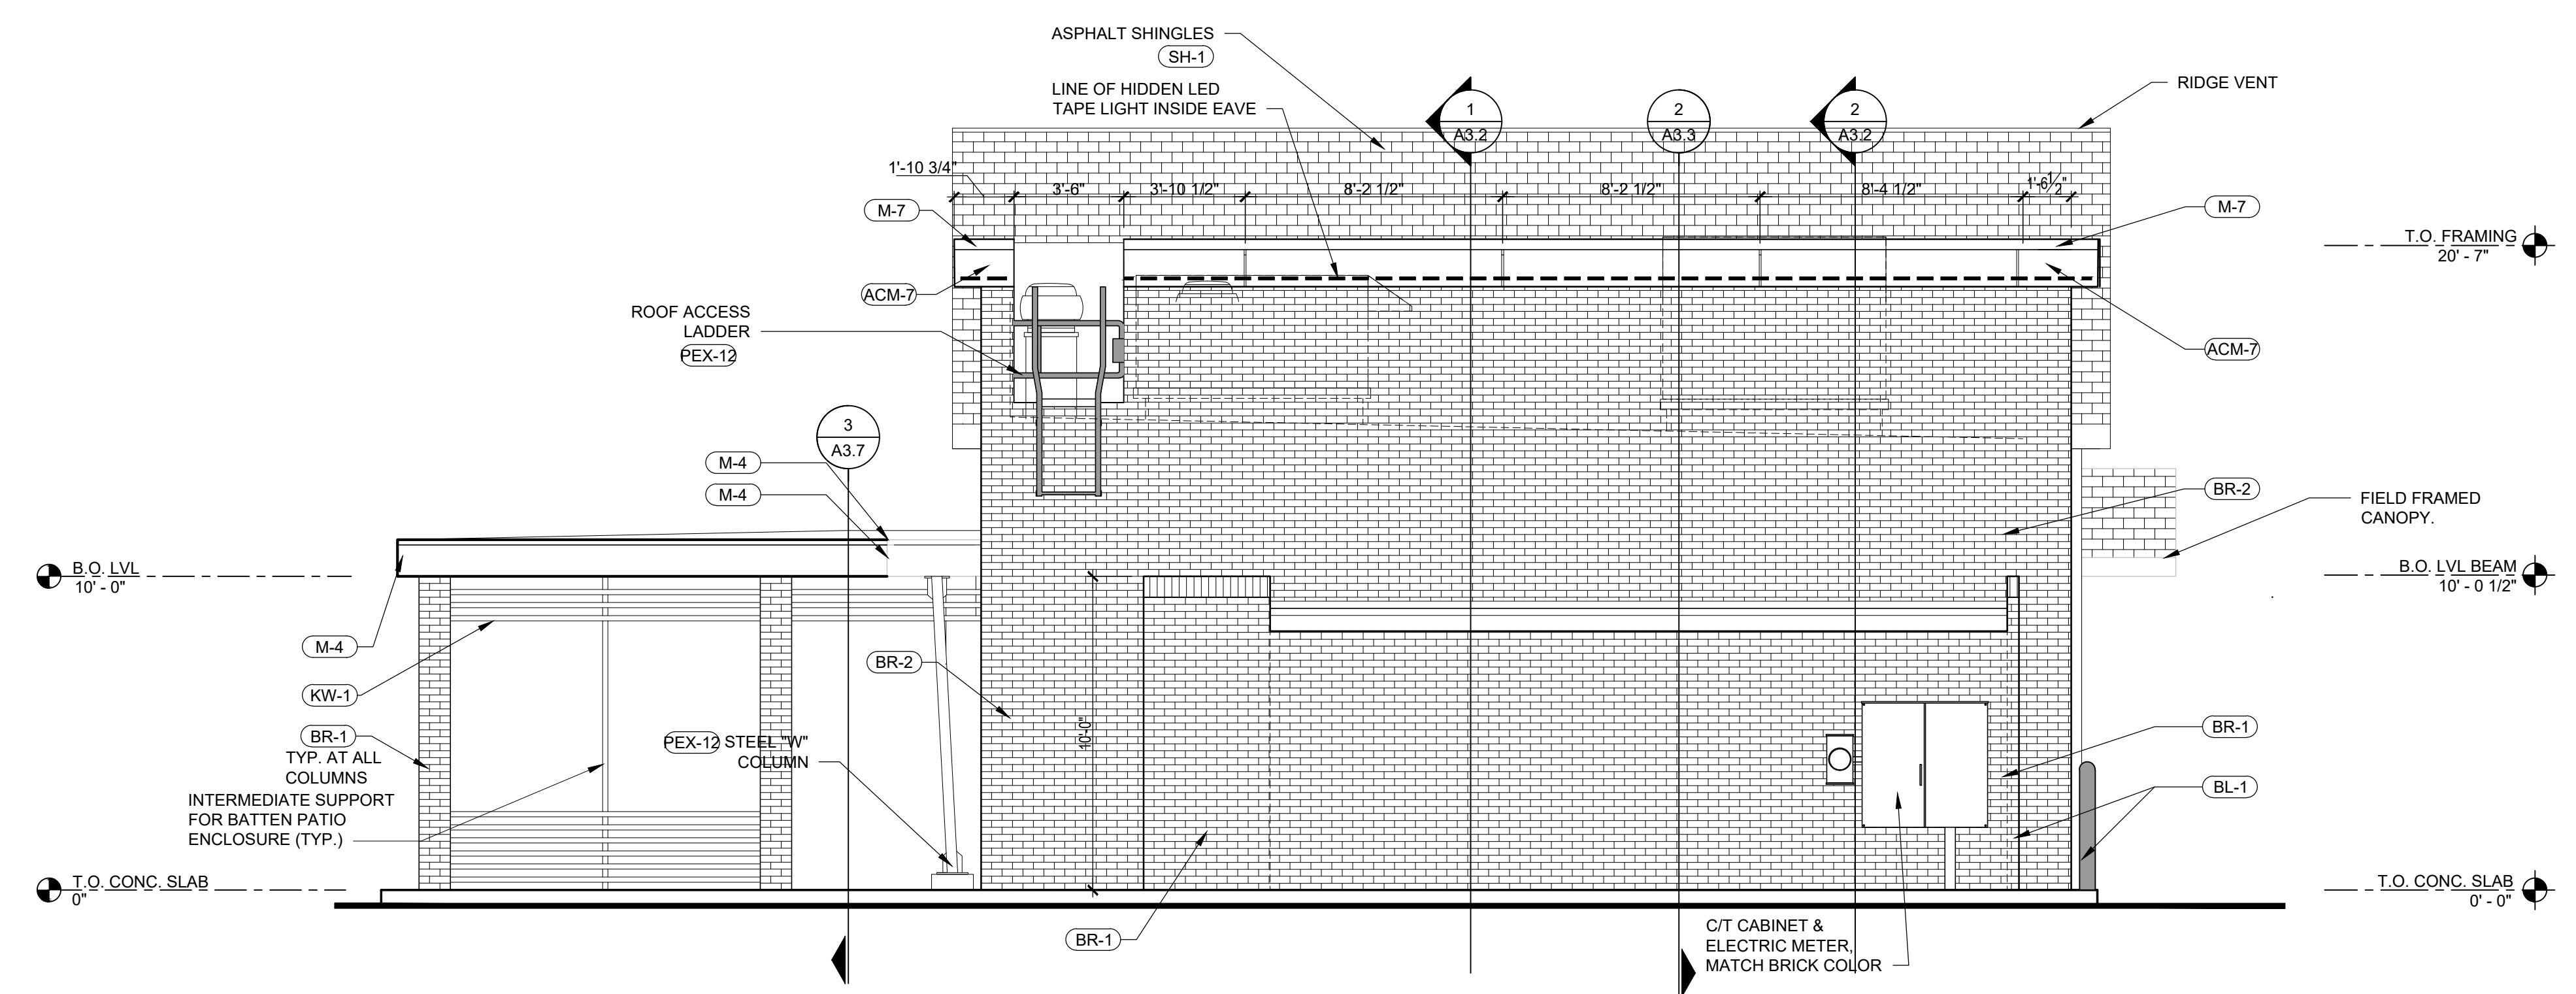 ASPHALT SHINGLES
SH-1
LINE OF HIDDEN LED
TAPE LIGHT INSIDE EAVE
1
A3.2
2
A3.3
2
A3.2
RIDGE VENT
1'-10 3/4"
3'-6"
3'-10 1/2"
8'-2 1/2"
8'-2 1/2"
8'-4 1/2"
1'-6 1/2"
M-7
M-7
T.O. FRAMING
20' - 7"
ACM-7
ACM-7
ROOF ACCESS
LADDER
PEX-12
3
A3.7
M-4
M-4
BR-2
FIELD FRAMED
CANOPY.
B.O. LVL
10' - 0"
B.O. LVL BEAM
10' - 0 1/2"
M-4
BR-2
KW-1
BR-1
TYP. AT ALL
COLUMNS
PEX-12 STEEL "W"
COLUMN
10'-0"
BR-1
BL-1
INTERMEDIATE SUPPORT
FOR BATTEN PATIO
ENCLOSURE (TYP.)
T.O. CONC. SLAB
0"
T.O. CONC. SLAB
0' - 0"
BR-1
C/T CABINET &
ELECTRIC METER,
MATCH BRICK COLOR